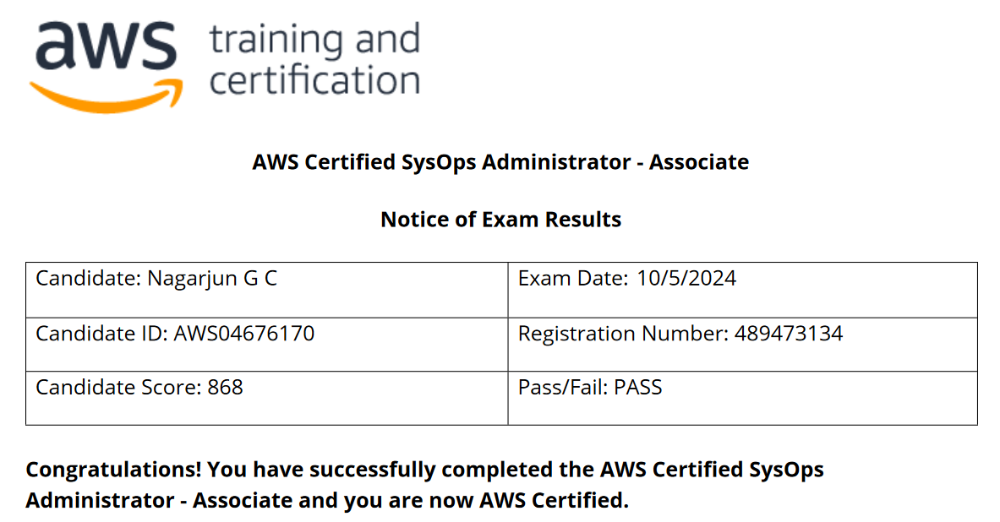 aws training and
certification
AWS Certified SysOps Administrator - Associate
Notice of Exam Results
Candidate: Nagarjun G C
Exam Date: 10/5/2024
Candidate ID: AWS04676170
Registration Number: 489473134
Candidate Score: 868
Pass/Fail: PASS
Congratulations! You have successfully completed the AWS Certified SysOps
Administrator - Associate and you are now AWS Certified.